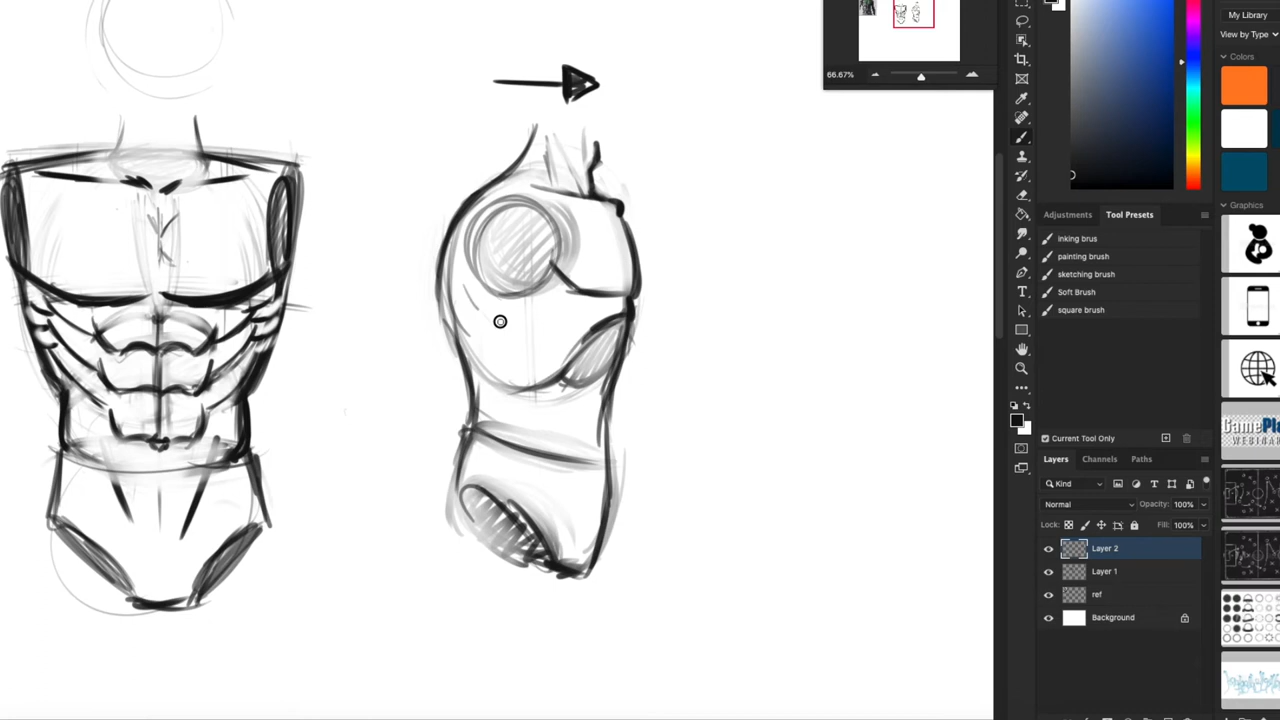 My Library
View by Type
66.67%
Colors
Graphics
Adjustments
Tool Presets
inking brus
painting brush
sketching brush
Soft Brush
square brush
Current Tool Only
GamePla
WEBINAR
Layers
Channels
Paths
Kind
Normal
Opacity: 100%
Lock:
Fill: 100%
Layer 2
Layer 1
ref
Background